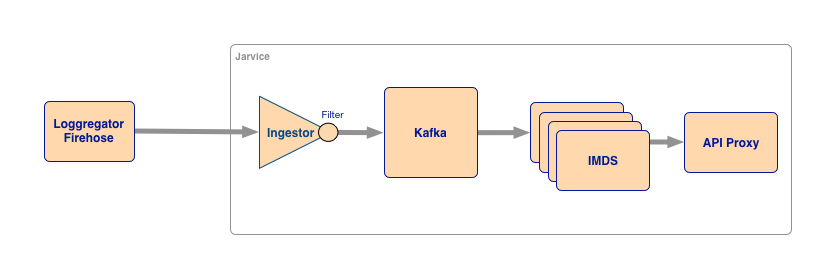 Jarvice
Loggregator
Firehose
Ingestor
Filter
Kafka
IMDS
API Proxy